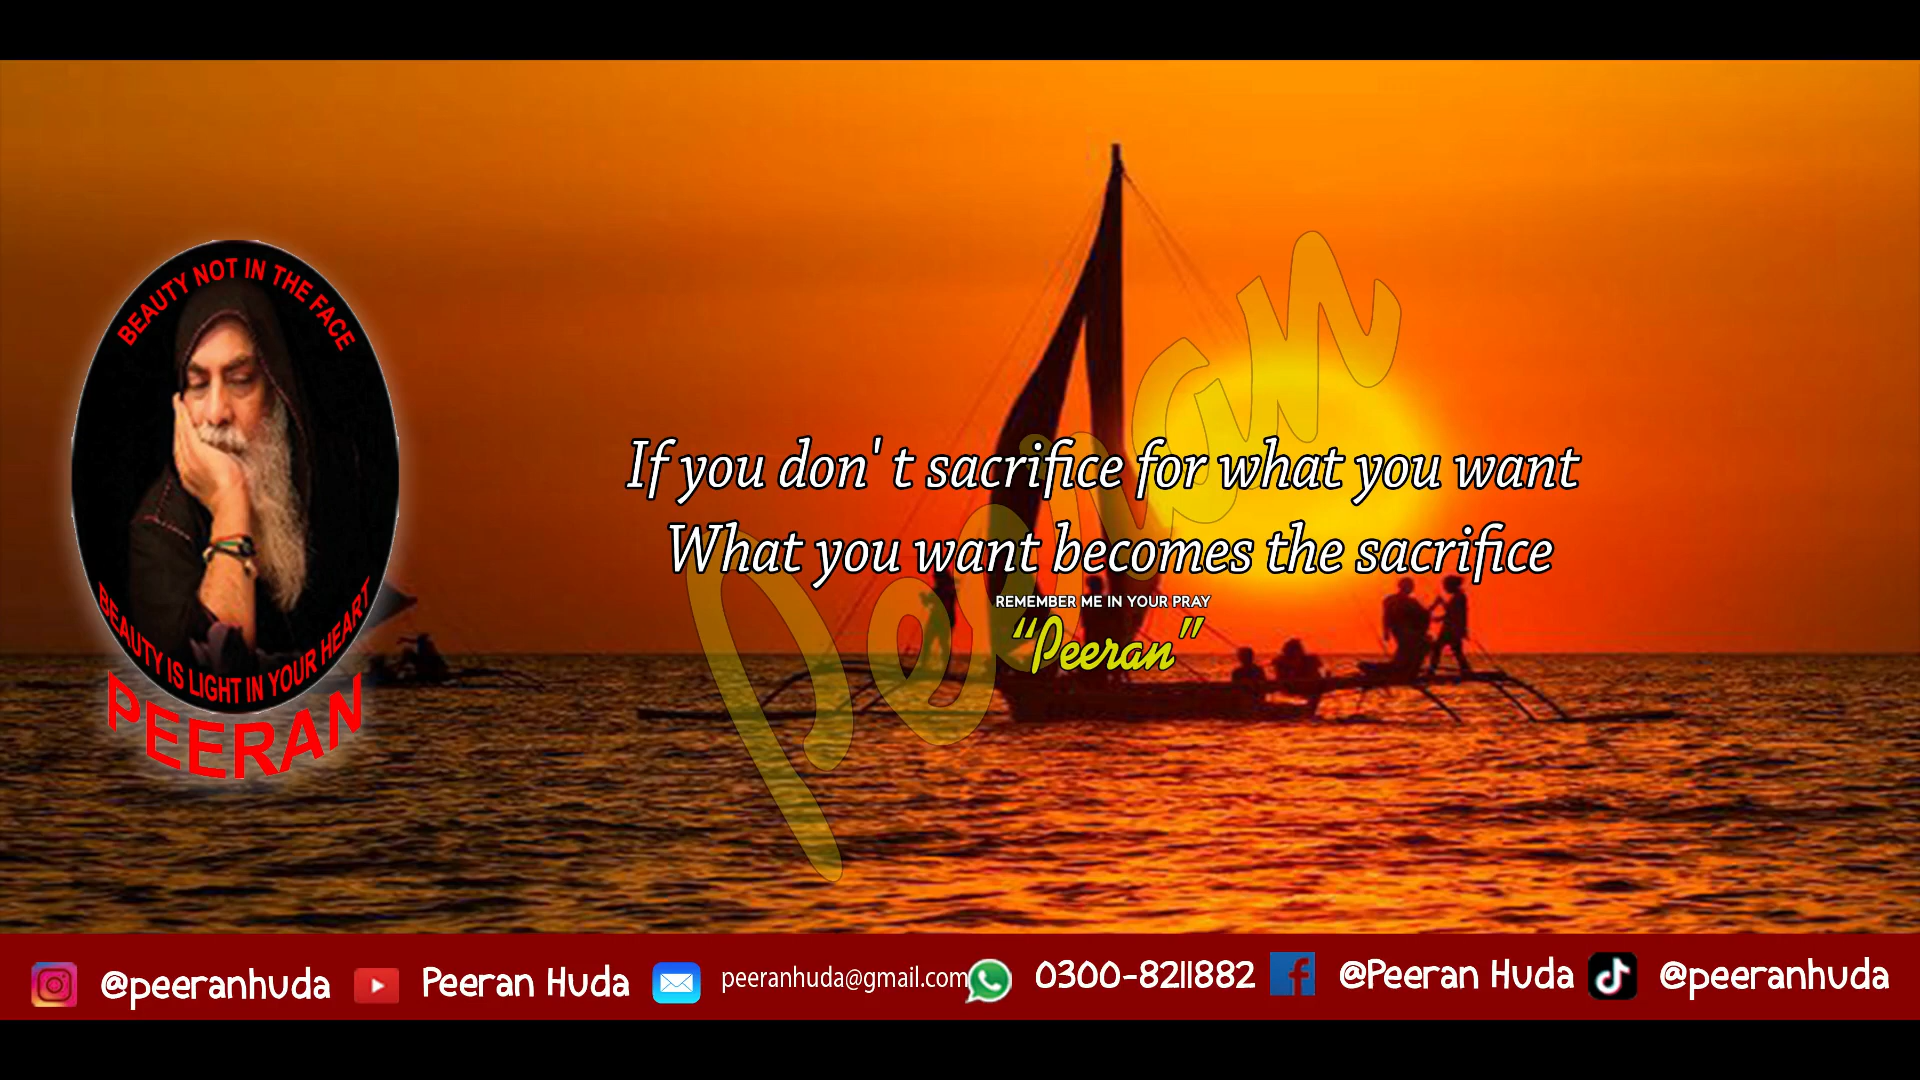 BEAUTY NOT IN THE FACE
BEAUTY IS LIGHT IN YOUR HEART
PEERAN
Peeran
If you don't sacrifice for what you want
What you want becomes the sacrifice
REMEMBER ME IN YOUR PRAY
“Peeran”
@peeranhuda Peeran Huda peeranhuda@gmail.com 0300-8211882 @Peeran Huda @peeranhuda